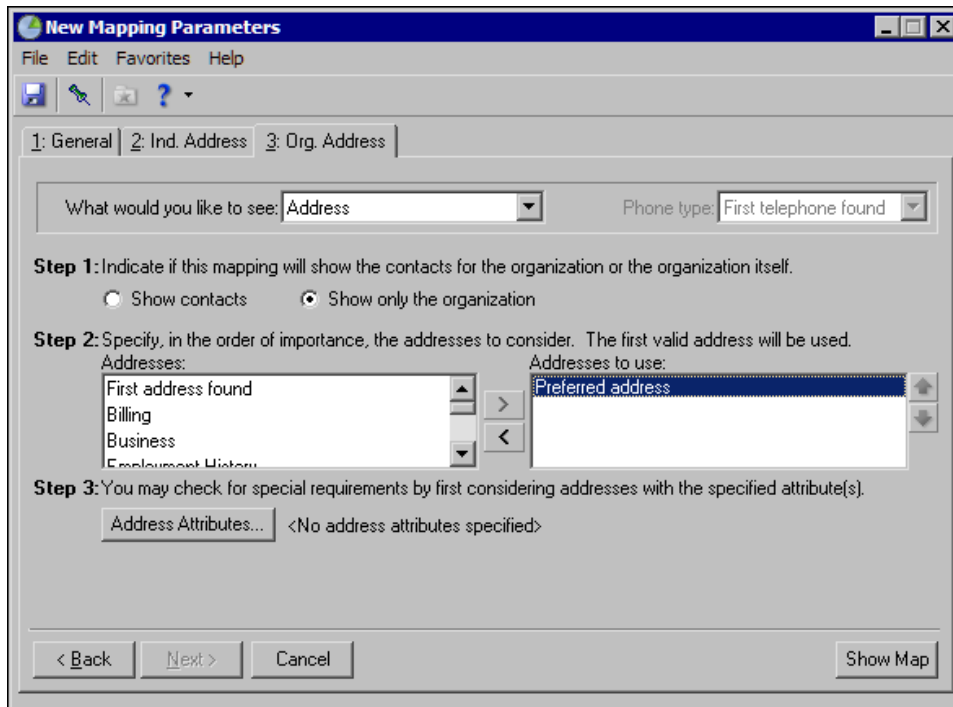 New Mapping Parameters
File Edit Favorites Help
1: General 2: Ind. Address 3: Org. Address
What would you like to see: Address Phone type: First telephone found
Step 1: Indicate if this mapping will show the contacts for the organization or the organization itself.
Show contacts Show only the organization
Step 2: Specify, in the order of importance, the addresses to consider. The first valid address will be used.
Addresses: Addresses to use:
First address found Preferred address
Billing
Business
Employment History
Step 3: You may check for special requirements by first considering addresses with the specified attribute(s).
Address Attributes... <No address attributes specified>
< Back Next > Cancel Show Map